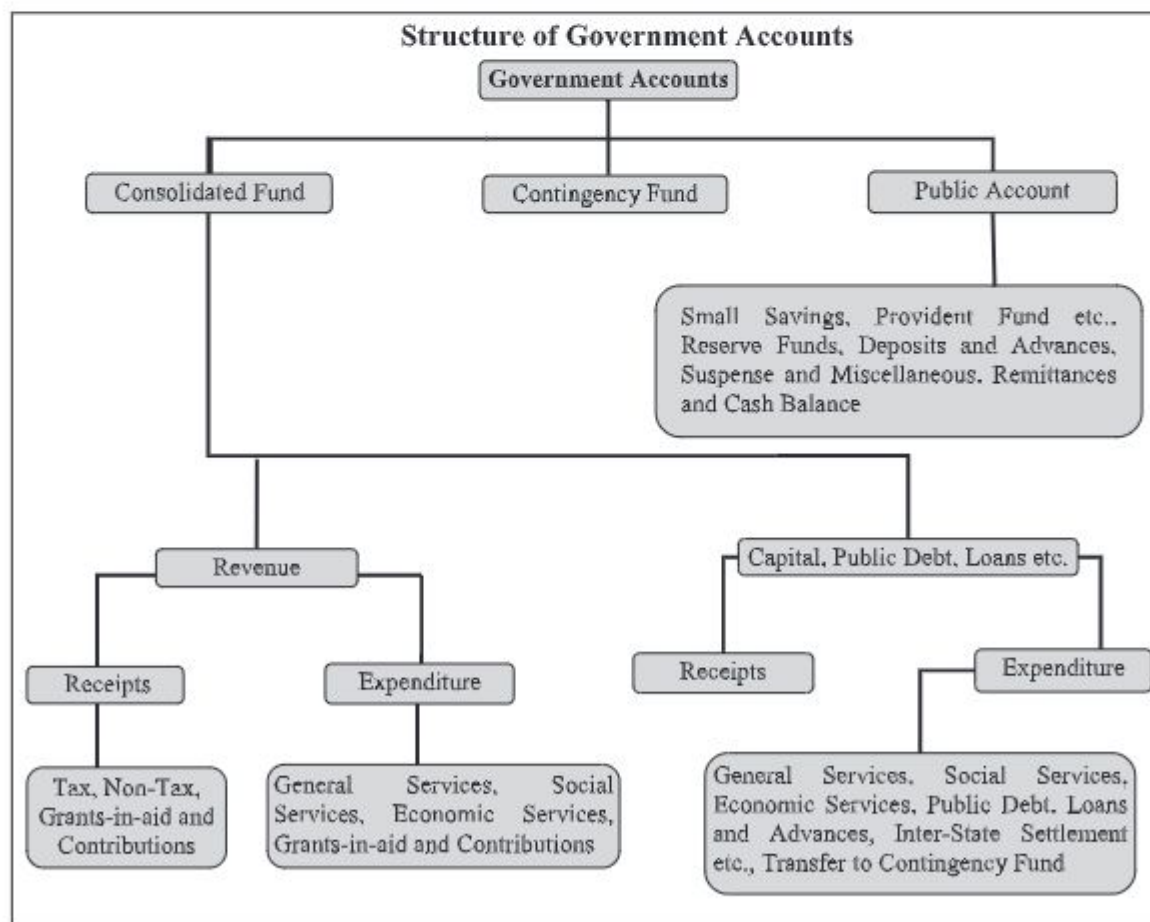 Structure of Government Accounts
Government Accounts
Consolidated Fund
Contingency Fund
Public Account
Small Savings, Provident Fund etc.,
Reserve Funds, Deposits and Advances,
Suspense and Miscellaneous. Remittances
and Cash Balance
Revenue
Capital, Public Debt, Loans etc.
Receipts
Expenditure
Receipts
Expenditure
Tax, Non-Tax,
Grants-in-aid and
Contributions
General Services, Social
Services, Economic Services,
Grants-in-aid and Contributions
General Services, Social Services,
Economic Services, Public Debt. Loans
and Advances, Inter-State Settlement
etc., Transfer to Contingency Fund